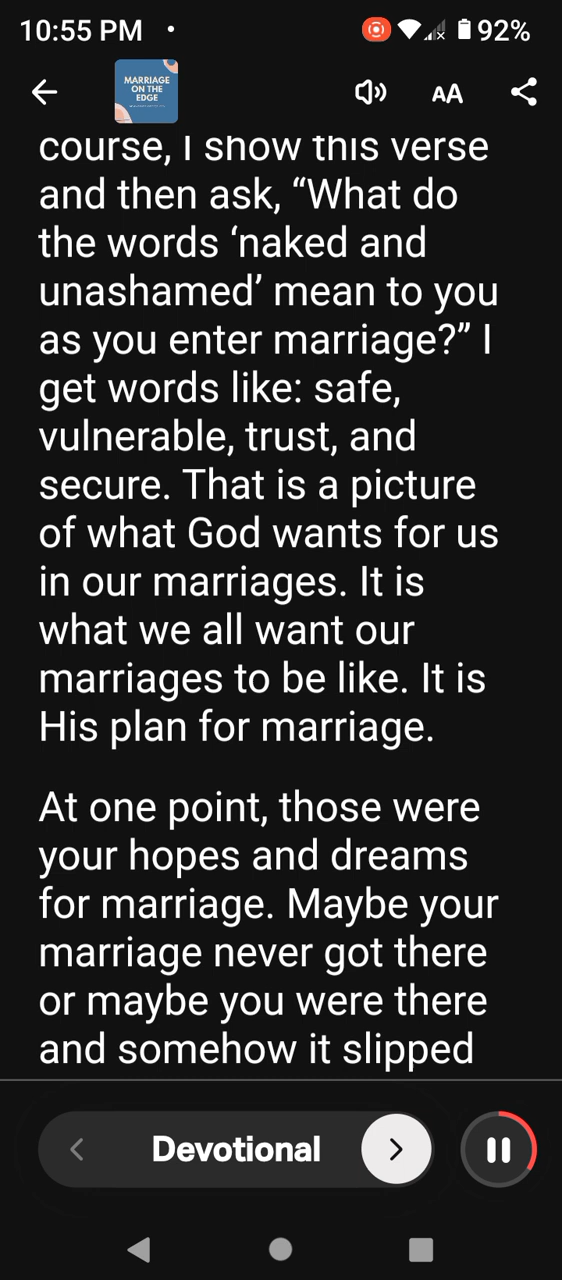 10:55 PM
92%
MARRIAGE
ON THE
EDGE
AA
course, I show this verse
and then ask, “What do
the words ‘naked and
unashamed’ mean to you
as you enter marriage?” I
get words like: safe,
vulnerable, trust, and
secure. That is a picture
of what God wants for us
in our marriages. It is
what we all want our
marriages to be like. It is
His plan for marriage.
At one point, those were
your hopes and dreams
for marriage. Maybe your
marriage never got there
or maybe you were there
and somehow it slipped
Devotional